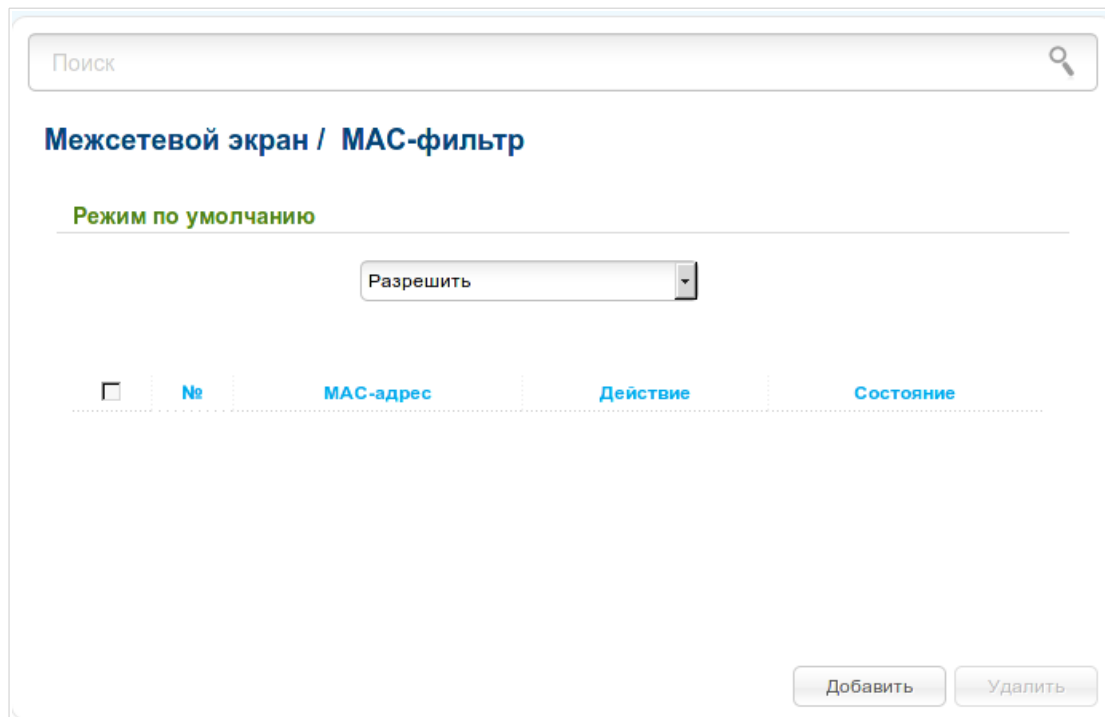 Поиск
Межсетевой экран / MAC-фильтр
Режим по умолчанию
Разрешить
№ MAC-адрес Действие Состояние
Добавить Удалить